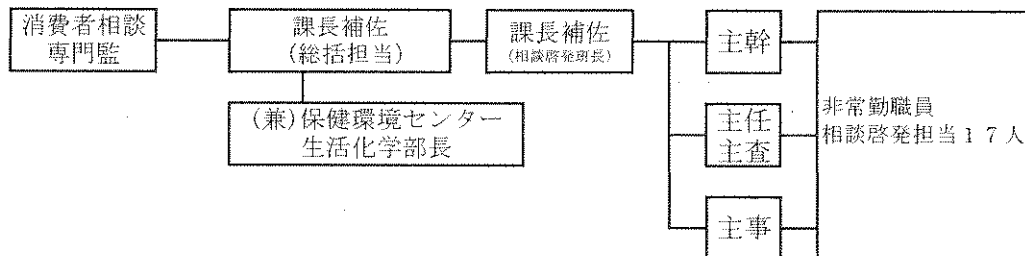 消費者相談
専門監
課長補佐
(総括担当)
課長補佐
(相談啓発班長)
主幹
(兼)保健環境センター
生活化学部長
主任
主査
非常勤職員
相談啓発担当17人
主事